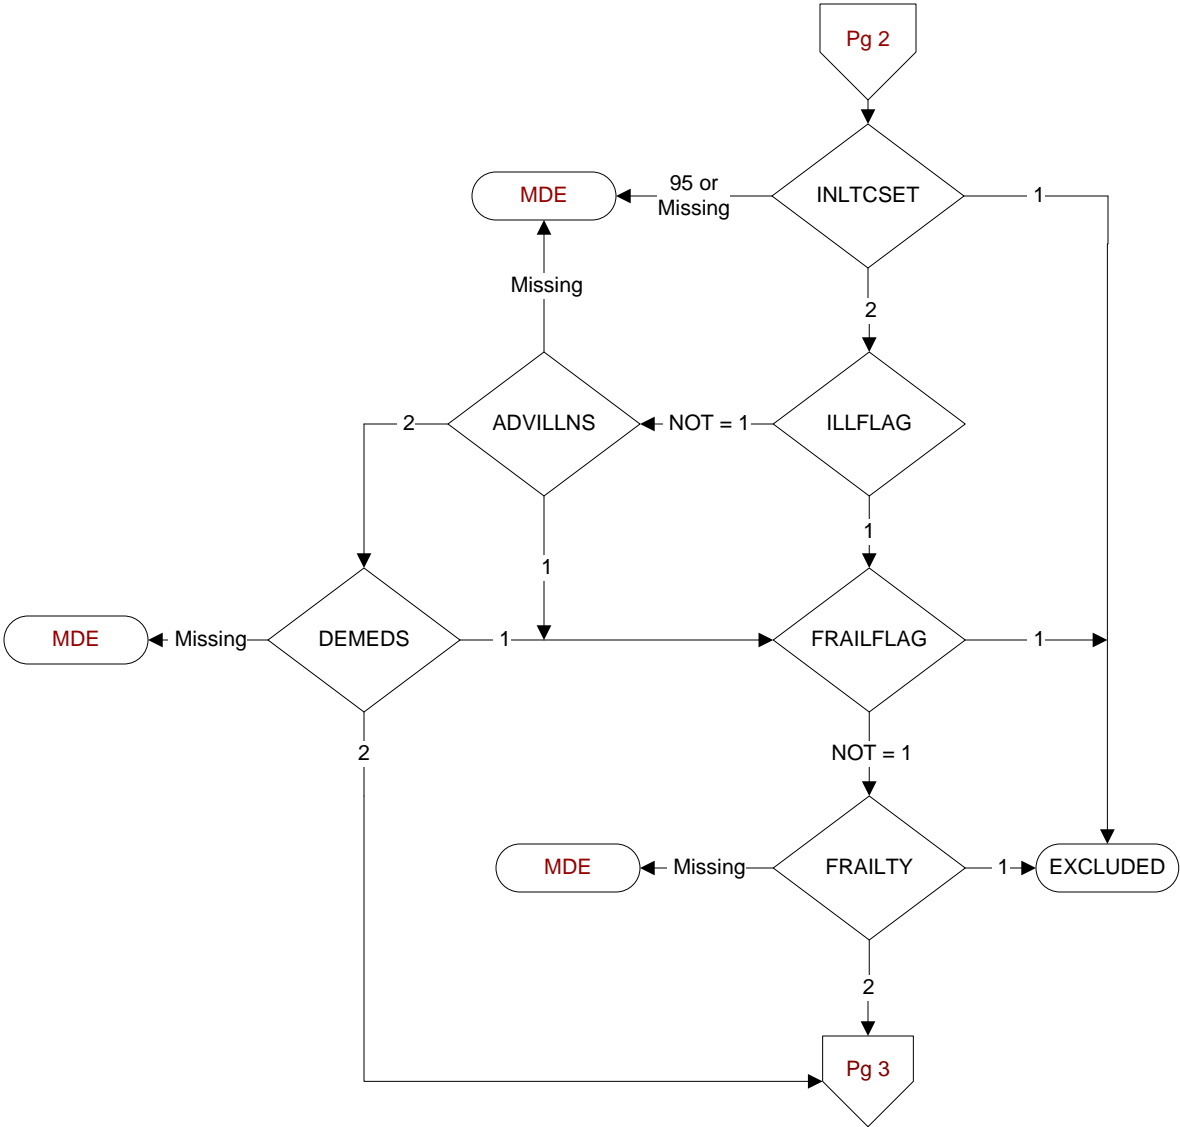 Pg 2
INLTCSET
95 or
Missing
MDE
1
Missing
2
ADVILLNS
2
NOT = 1
ILLFLAG
1
1
MDE
Missing
DEMEDS
1
FRAILFLAG
1
2
NOT = 1
MDE
Missing
FRAILTY
1
EXCLUDED
2
Pg 3